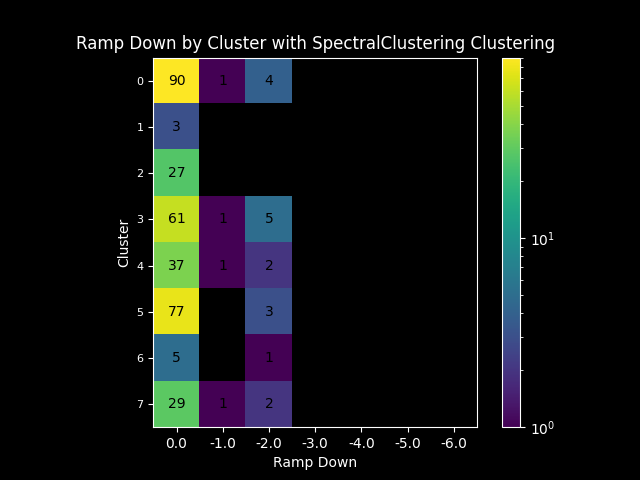 Ramp Down by Cluster with SpectralClustering Clustering
0 90 1 4
1 3
2 27
3 61 1 5
4 37 1 2
5 77 3
6 5 1
7 29 1 2
0.0 -1.0 -2.0 -3.0 -4.0 -5.0 -6.0
Ramp Down
Cluster
10¹
10⁰